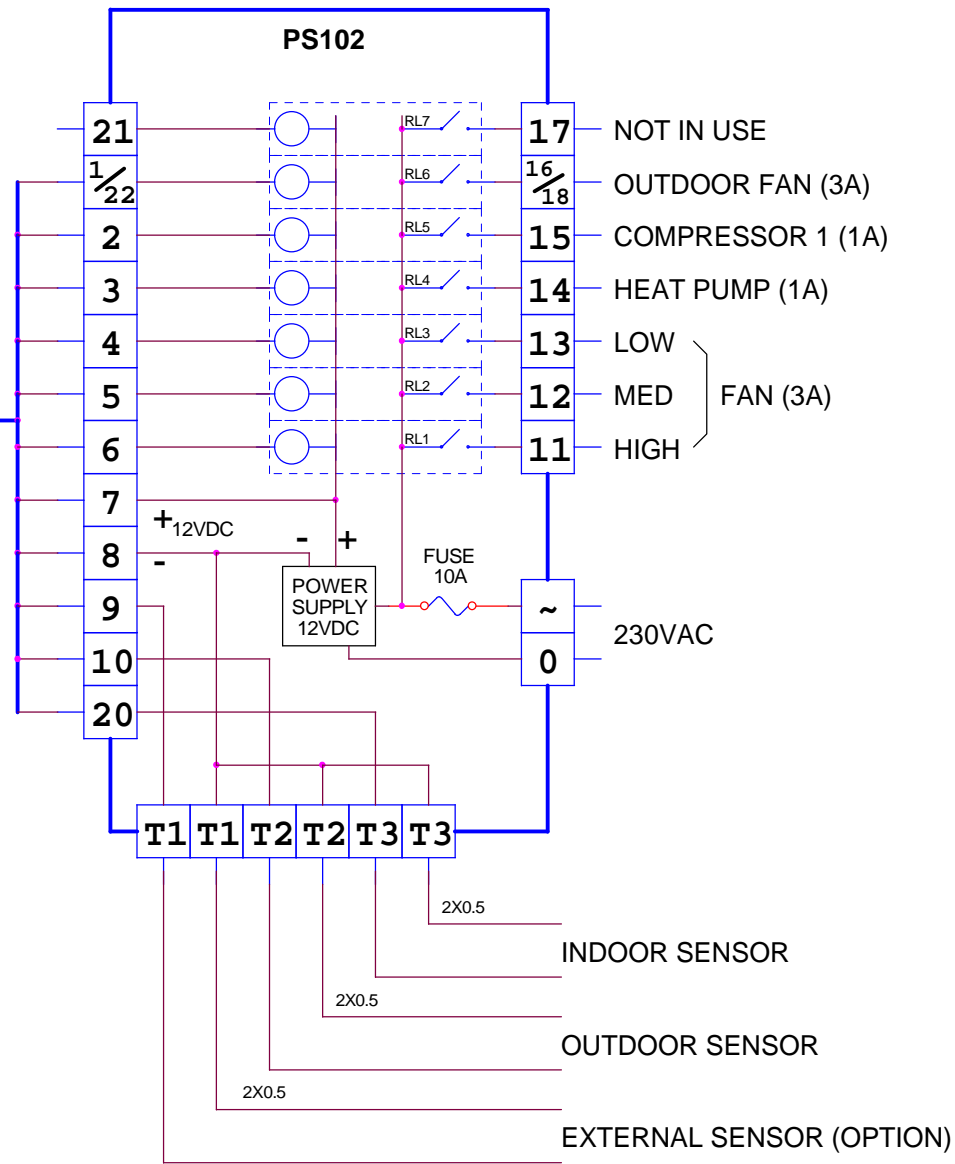 PS102
21 RL7 17 NOT IN USE
1/22 RL6 16/18 OUTDOOR FAN (3A)
2 RL5 15 COMPRESSOR 1 (1A)
3 RL4 14 HEAT PUMP (1A)
4 RL3 13 LOW
5 RL2 12 MED FAN (3A)
6 RL1 11 HIGH
7
+ 12VDC
8 - - +
FUSE
10A
POWER
SUPPLY
12VDC
9 ~
230VAC
10 0
20
T1 T1 T2 T2 T3 T3
2X0.5
INDOOR SENSOR
2X0.5
OUTDOOR SENSOR
2X0.5
EXTERNAL SENSOR (OPTION)